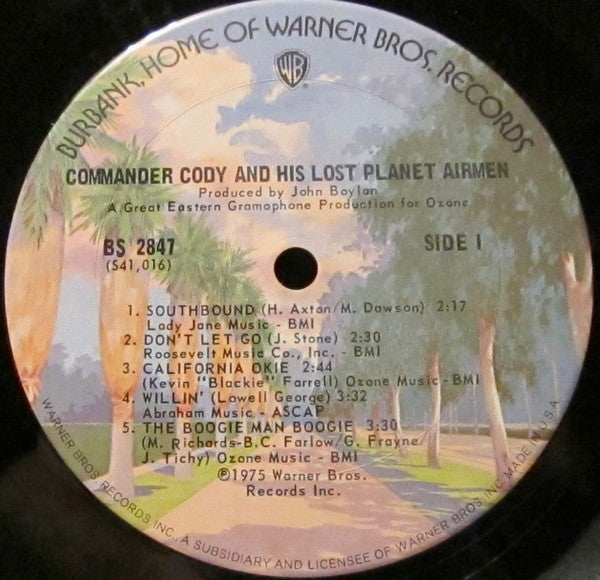 BURBANK, HOME OF WARNER BROS. RECORDS
WB
®
COMMANDER CODY AND HIS LOST PLANET AIRMEN
Produced by John Boylan
A Great Eastern Gramophone Production for Ozone
BS 2847 SIDE 1
(S41,016)
1. SOUTHBOUND (H. Axton/M. Dawson) 2:17
Lady Jane Music - BMI
2. DON'T LET GO (J. Stone) 2:30
Roosevelt Music Co., Inc. - BMI
3. CALIFORNIA OKIE 2:44
(Kevin "Blackie" Farrell) Ozone Music - BMI
4. WILLIN' (Lowell George) 3:32
Abraham Music - ASCAP
5. THE BOOGIE MAN BOOGIE 3:30
(M. Richards-B.C. Farlow/G. Frayne/
J. Tichy) Ozone Music - BMI
℗1975 Warner Bros.
Records Inc.
WARNER BROS. RECORDS INC., A SUBSIDIARY AND LICENSEE OF WARNER BROS. INC. MADE IN U.S.A.